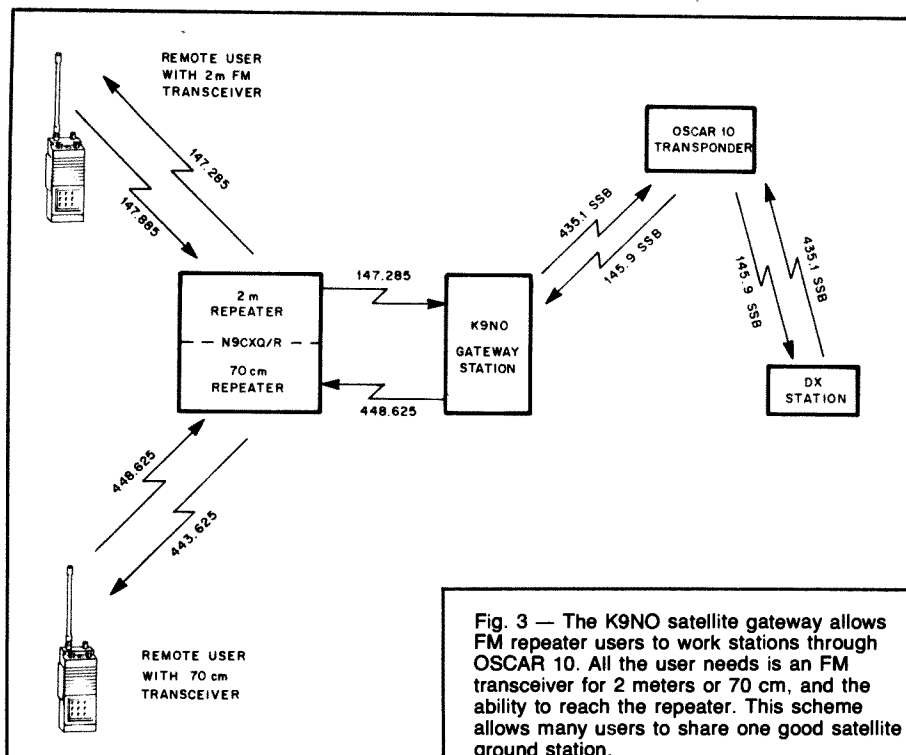 REMOTE USER
WITH 2m FM
TRANSCEIVER
147.285
147.885
2 m
REPEATER
N9CXQ/R
70 cm
REPEATER
147.285
448.625
K9NO
GATEWAY
STATION
435.1 SSB
145.9 SSB
OSCAR 10
TRANSPONDER
435.1 SSB
145.9 SSB
DX
STATION
448.625
443.625
REMOTE USER
WITH 70 cm
TRANSCEIVER
Fig. 3 — The K9NO satellite gateway allows
FM repeater users to work stations through
OSCAR 10. All the user needs is an FM
transceiver for 2 meters or 70 cm, and the
ability to reach the repeater. This scheme
allows many users to share one good satellite
ground station.